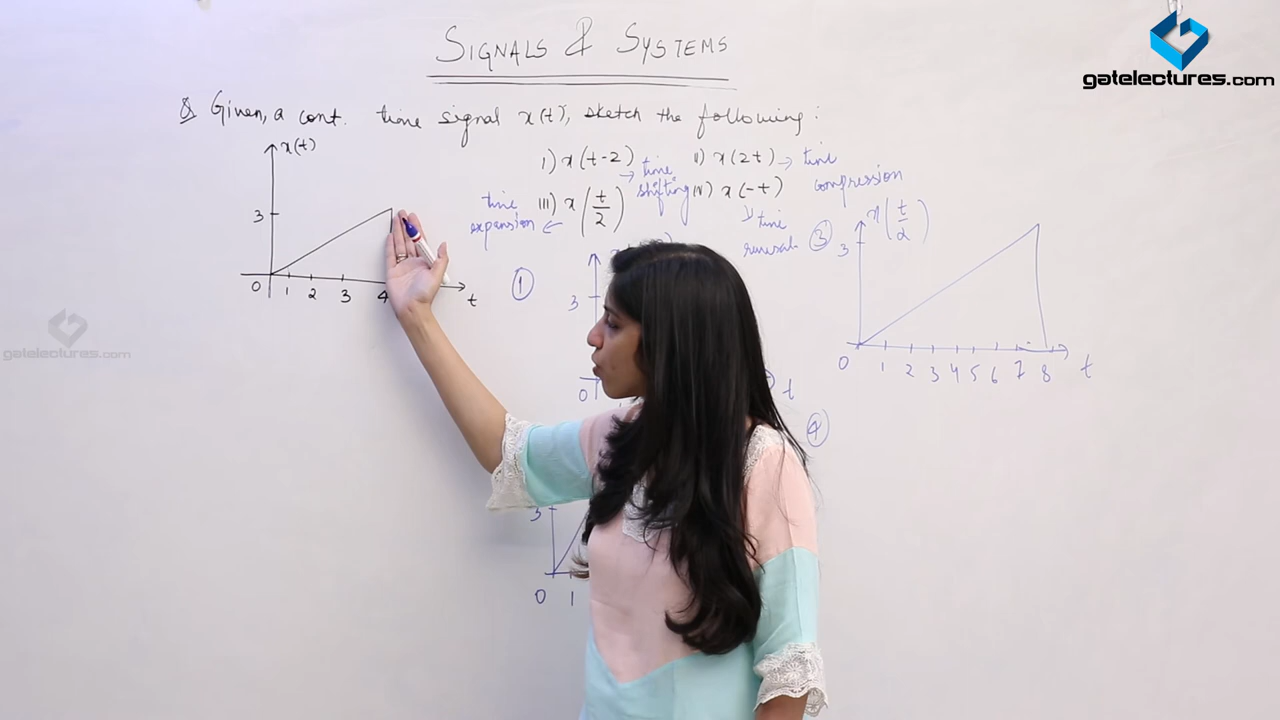 SIGNALS & SYSTEMS
gatelectures.com
Q Given, a cont. time signal x(t), sketch the following:
i) x(t-2) → time shifting
ii) x(2t) → time compression
iii) x(t/2)
time expansion ←
iv) x(-t)
time reversal
x(t)
3
0 1 2 3 4 t
1
3
0 t
3
x(t/2)
3
0 1 2 3 4 5 6 7 8 t
4
3
0 1
gatelectures.com